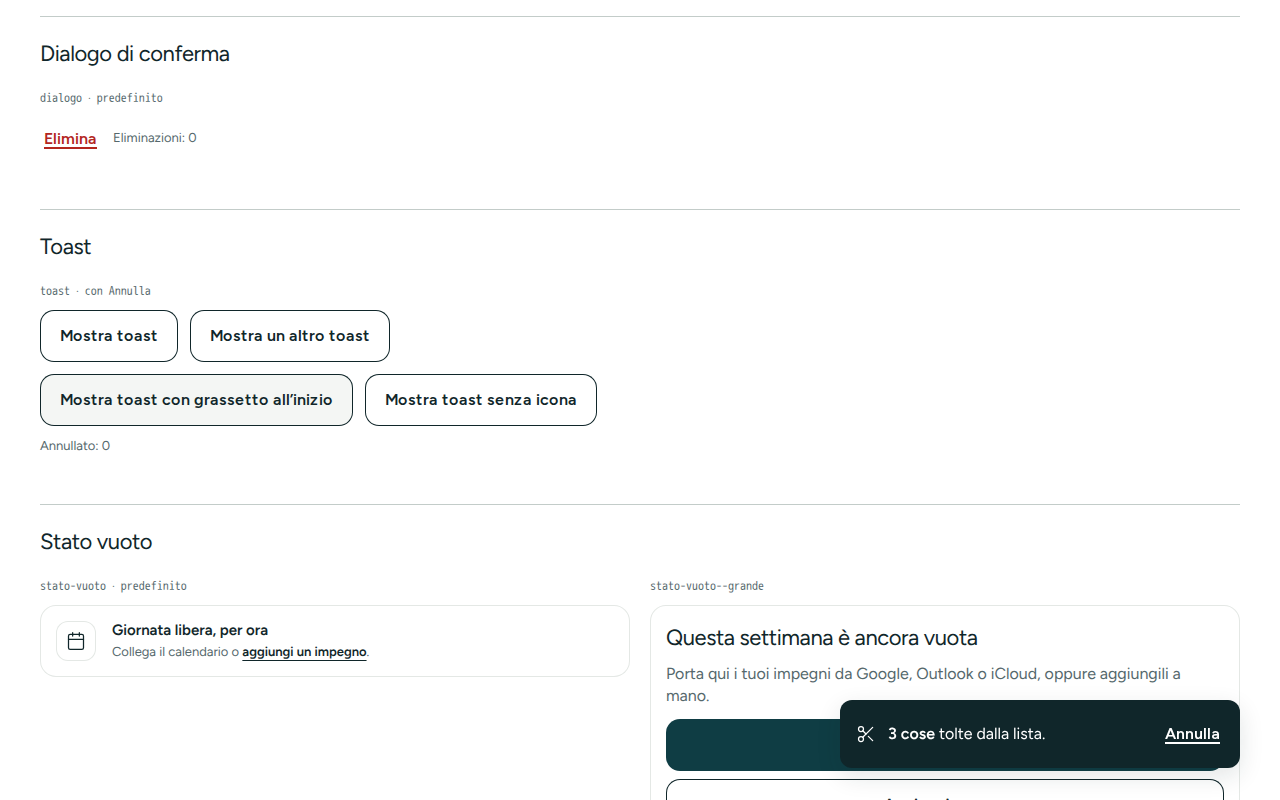 Dialogo di conferma
dialogo · predefinito
Elimina
Eliminazioni: 0
Toast
toast · con Annulla
Mostra toast
Mostra un altro toast
Mostra toast con grassetto all’inizio
Mostra toast senza icona
Annullato: 0
Stato vuoto
stato-vuoto · predefinito
Giornata libera, per ora
Collega il calendario o aggiungi un impegno.
stato-vuoto--grande
Questa settimana è ancora vuota
Porta qui i tuoi impegni da Google, Outlook o iCloud, oppure aggiungili a
mano.
3 cose tolte dalla lista.
Annulla